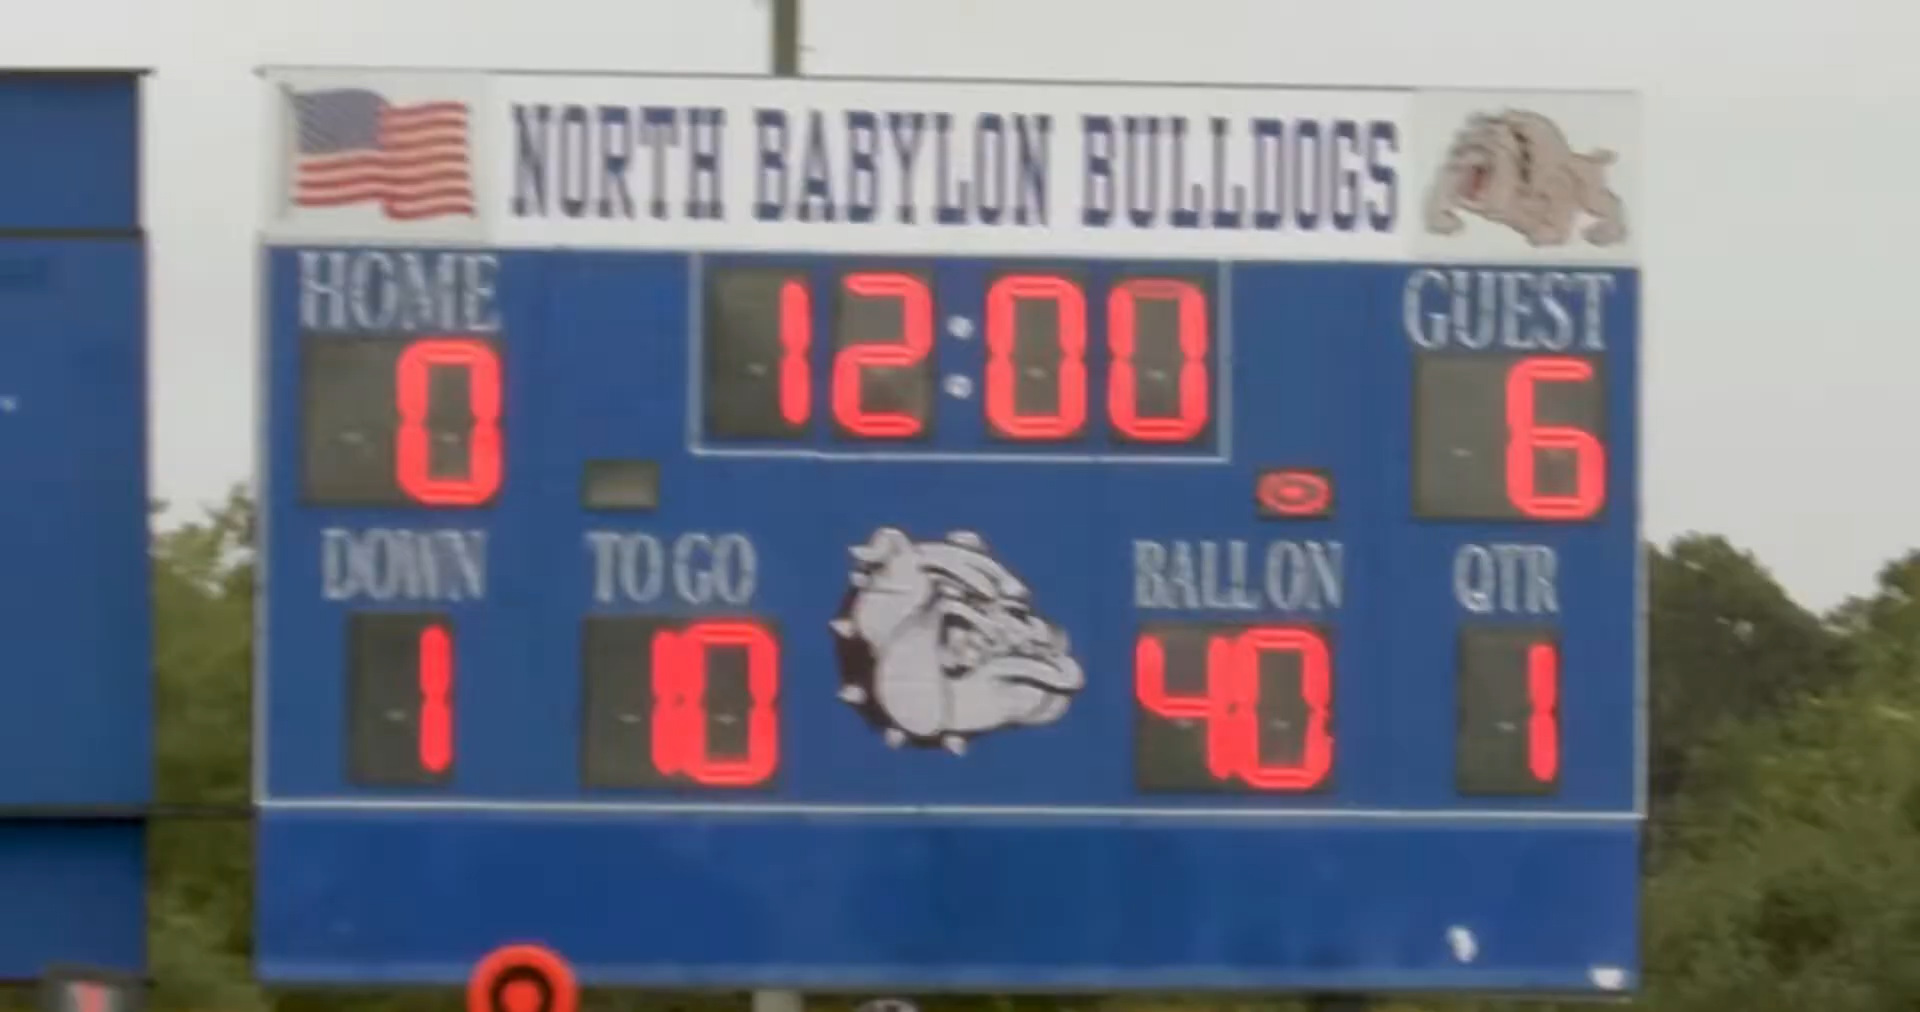 NORTH BABYLON BULLDOGS
HOME
12:00
GUEST
0
6
DOWN
TO GO
BALL ON
QTR
1
10
40
1